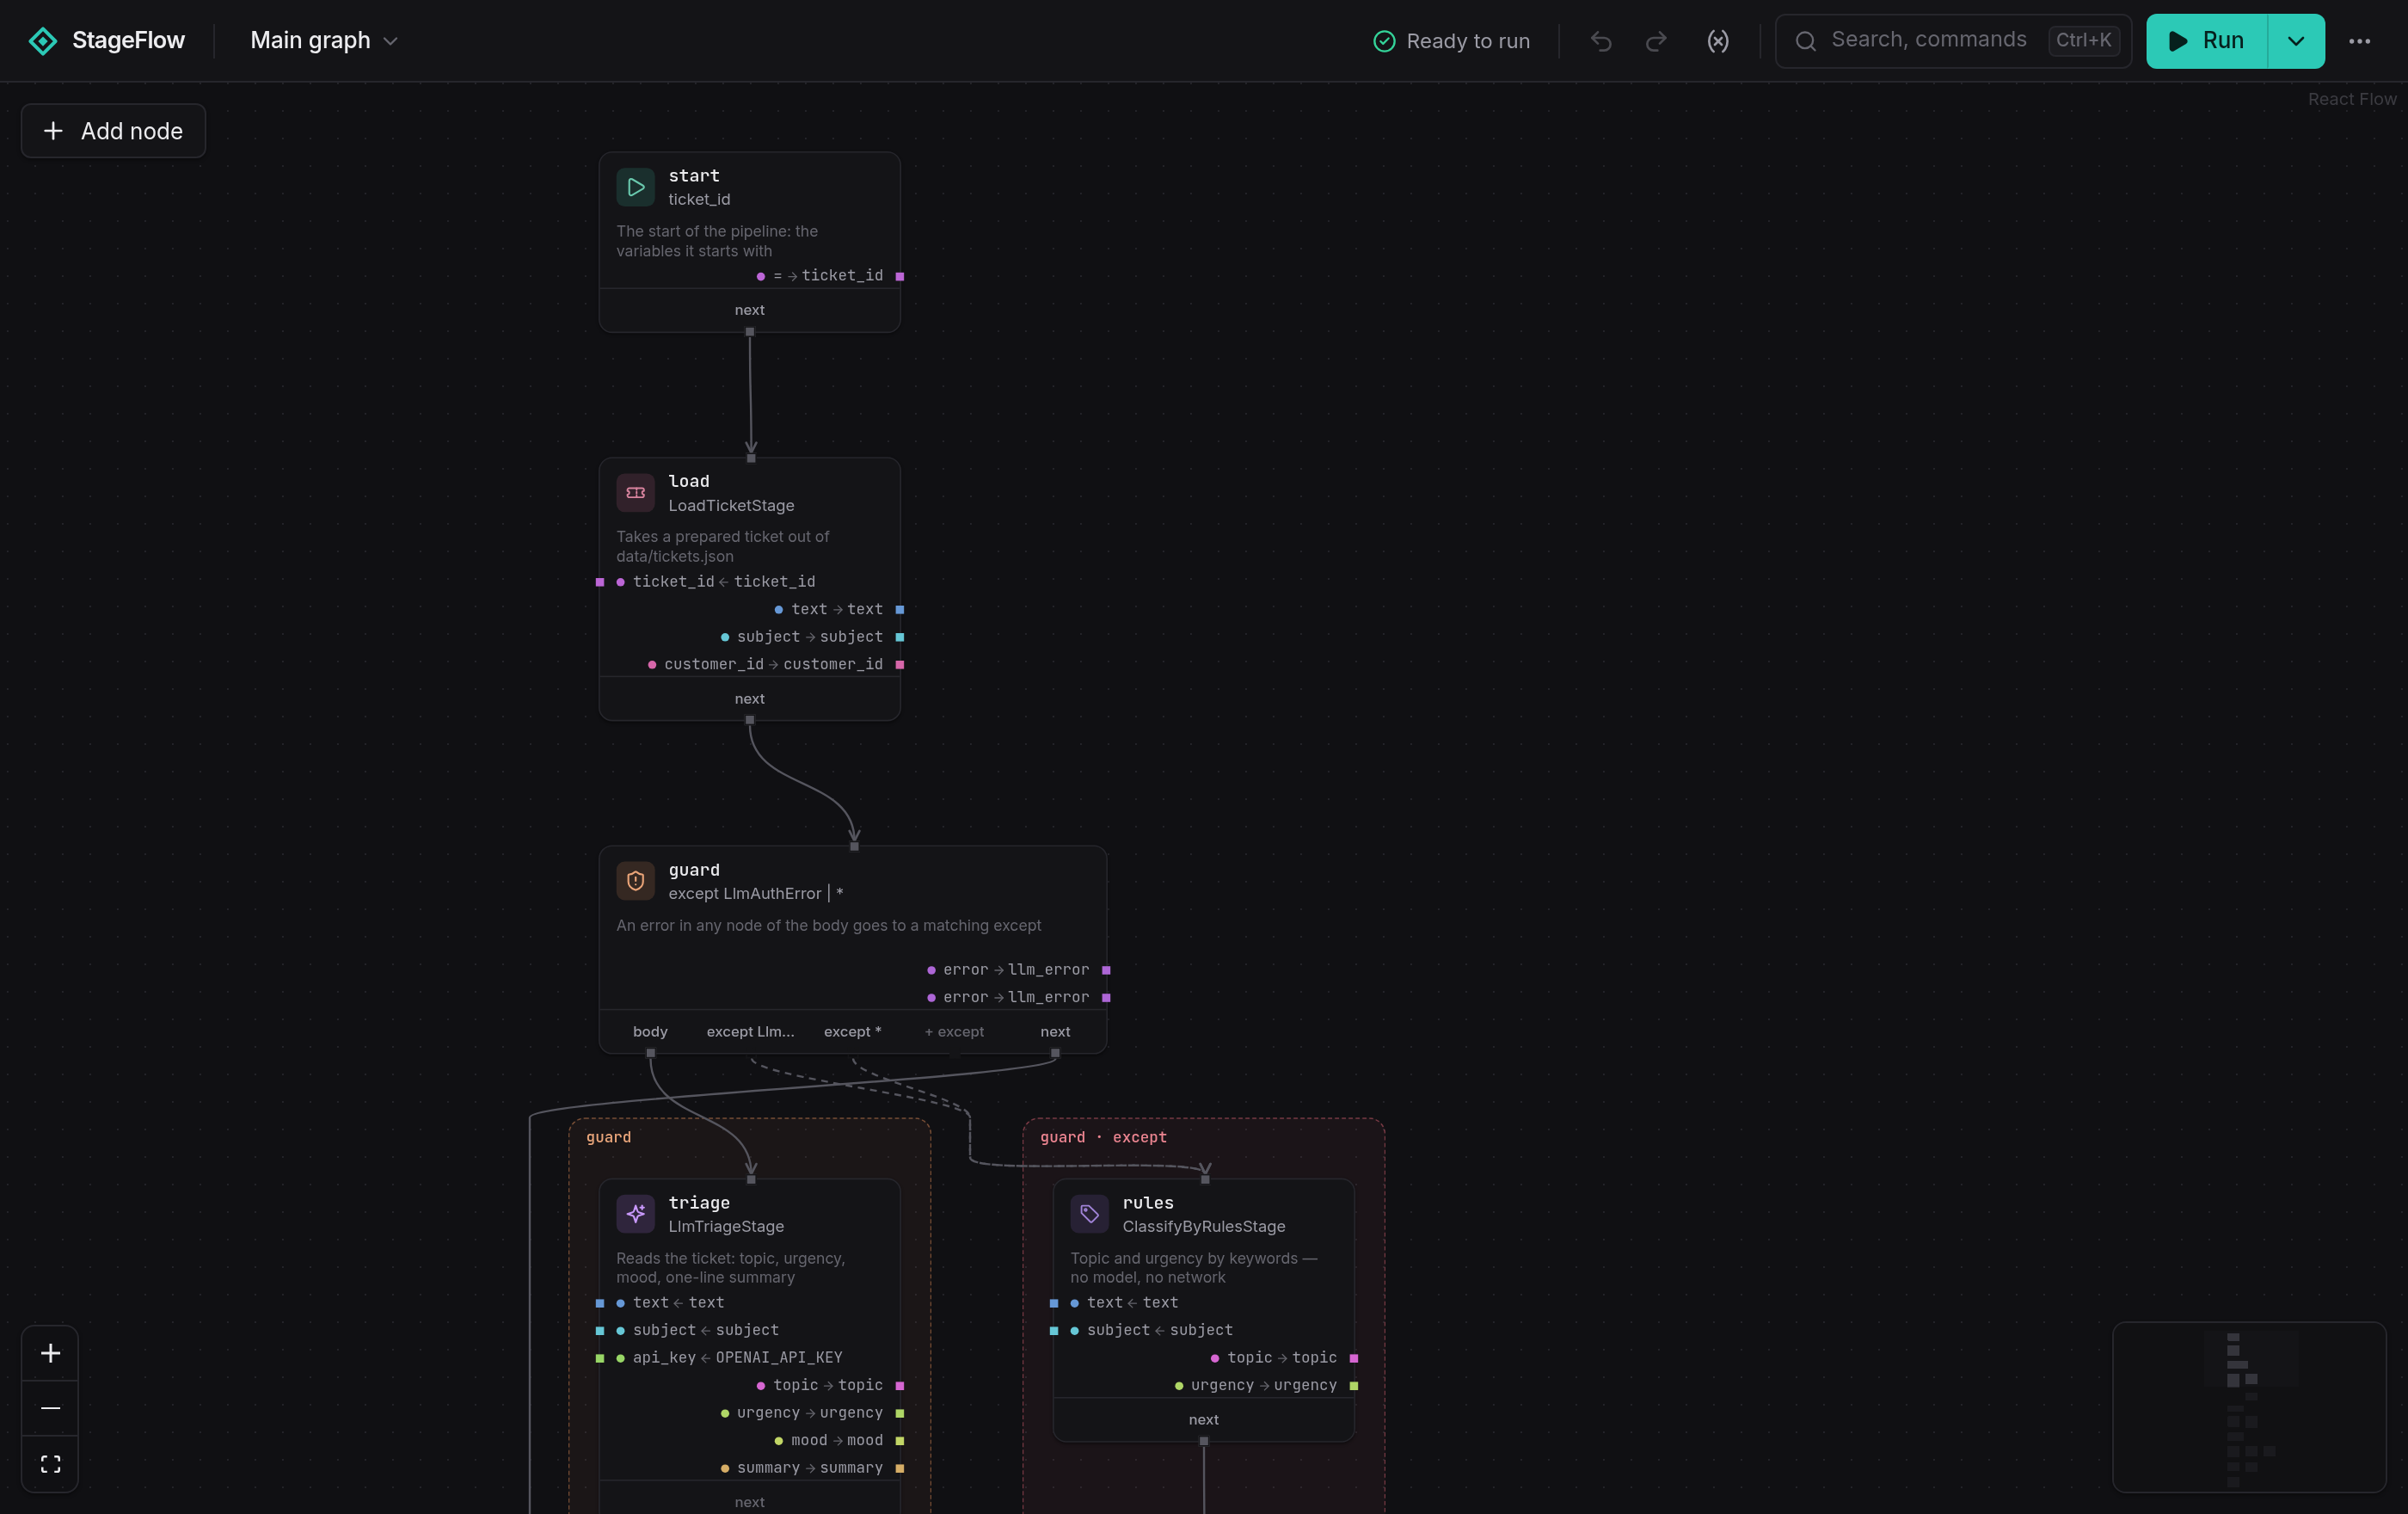 StageFlow
Main graph
Ready to run
Search, commands
Ctrl+K
Run
React Flow
Add node
start
ticket_id
The start of the pipeline: the
variables it starts with
= → ticket_id
next
load
LoadTicketStage
Takes a prepared ticket out of
data/tickets.json
ticket_id ← ticket_id
text → text
subject → subject
customer_id → customer_id
next
guard
except LlmAuthError | *
An error in any node of the body goes to a matching except
error → llm_error
error → llm_error
body except Llm... except * + except next
guard
triage
LlmTriageStage
Reads the ticket: topic, urgency,
mood, one-line summary
text ← text
subject ← subject
api_key ← OPENAI_API_KEY
topic → topic
urgency → urgency
mood → mood
summary → summary
next
guard · except
rules
ClassifyByRulesStage
Topic and urgency by keywords —
no model, no network
text ← text
subject ← subject
topic → topic
urgency → urgency
next